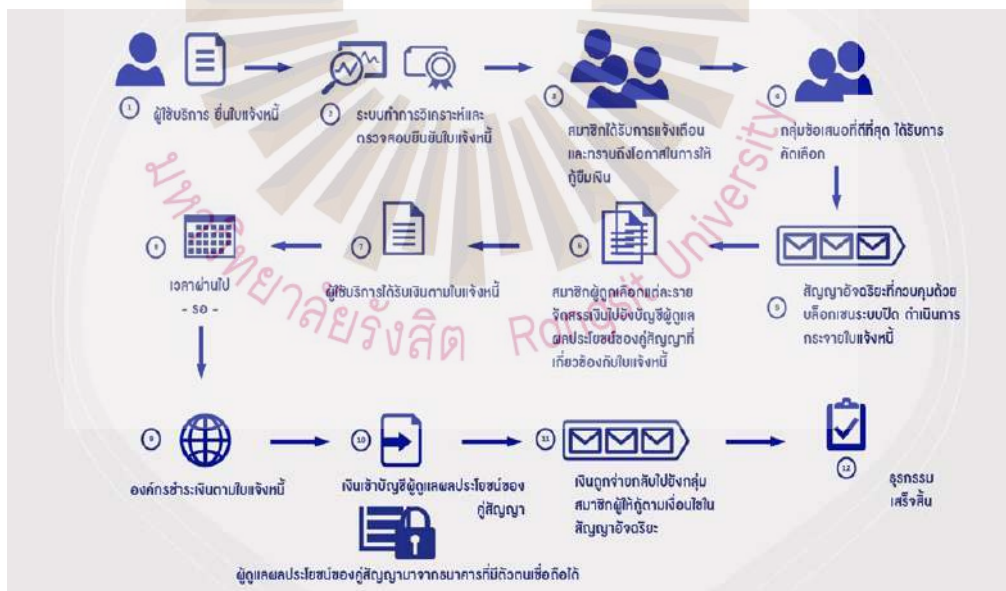 1 ผู้ใช้บริการ ยื่นใบแจ้งหนี้
2 ระบบทำการวิเคราะห์และ
ตรวจสอบยืนยันใบแจ้งหนี้
3 สมาชิกได้รับการแจ้งเตือน
และทราบถึงโอกาสในการให้
กู้ยืมเงิน
4 กลุ่มข้อเสนอที่ดีที่สุด ได้รับการ
คัดเลือก
8 เวลาผ่านไป
- รอ -
7 ผู้ใช้บริการได้รับเงินตามใบแจ้งหนี้
6 สมาชิกผู้ถูกเลือกแต่ละราย
จัดสรรเงินไปยังบัญชีผู้ดูแล
ผลประโยชน์ของคู่สัญญาที่
เกี่ยวข้องกับใบแจ้งหนี้
5 สัญญาอัจฉริยะที่ควบคุมด้วย
บล็อกเชนระบบปิด ดำเนินการ
กระจายใบแจ้งหนี้
มหาวิทยาลัยรังสิต Rangsit University
9 องค์กรชำระเงินตามใบแจ้งหนี้
10 เงินเข้าบัญชีผู้ดูแลผลประโยชน์ของ
คู่สัญญา
11 เงินถูกจ่ายกลับไปยังกลุ่ม
สมาชิกผู้ให้กู้ตามเงื่อนไขใน
สัญญาอัจฉริยะ
12 ธุรกรรม
เสร็จสิ้น
ผู้ดูแลผลประโยชน์ของคู่สัญญามาจากธนาคารที่มีตัวตนเชื่อถือได้